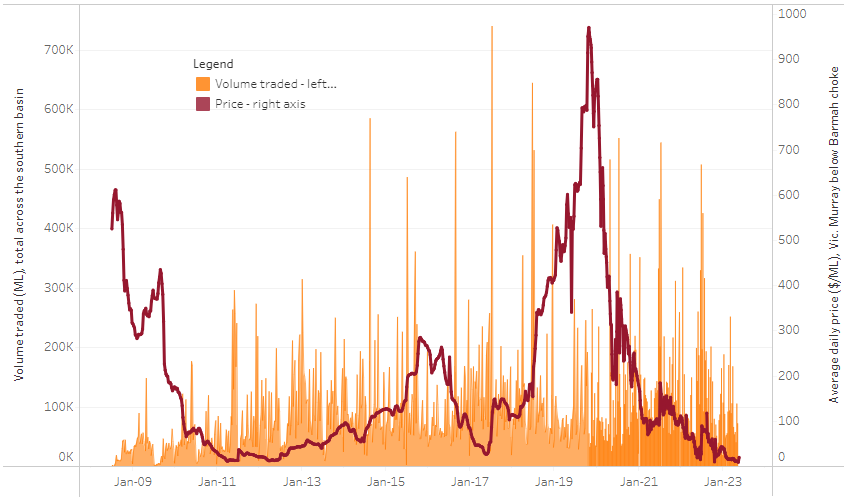 Legend
Volume traded - left...
Price - right axis
Volume traded (ML), total across the southern basin
700K
600K
500K
400K
300K
200K
100K
0K
1000
900
800
700
600
500
400
300
200
100
0
Average daily price ($/ML), Vic. Murray below Barmah choke
Jan-09
Jan-11
Jan-13
Jan-15
Jan-17
Jan-19
Jan-21
Jan-23